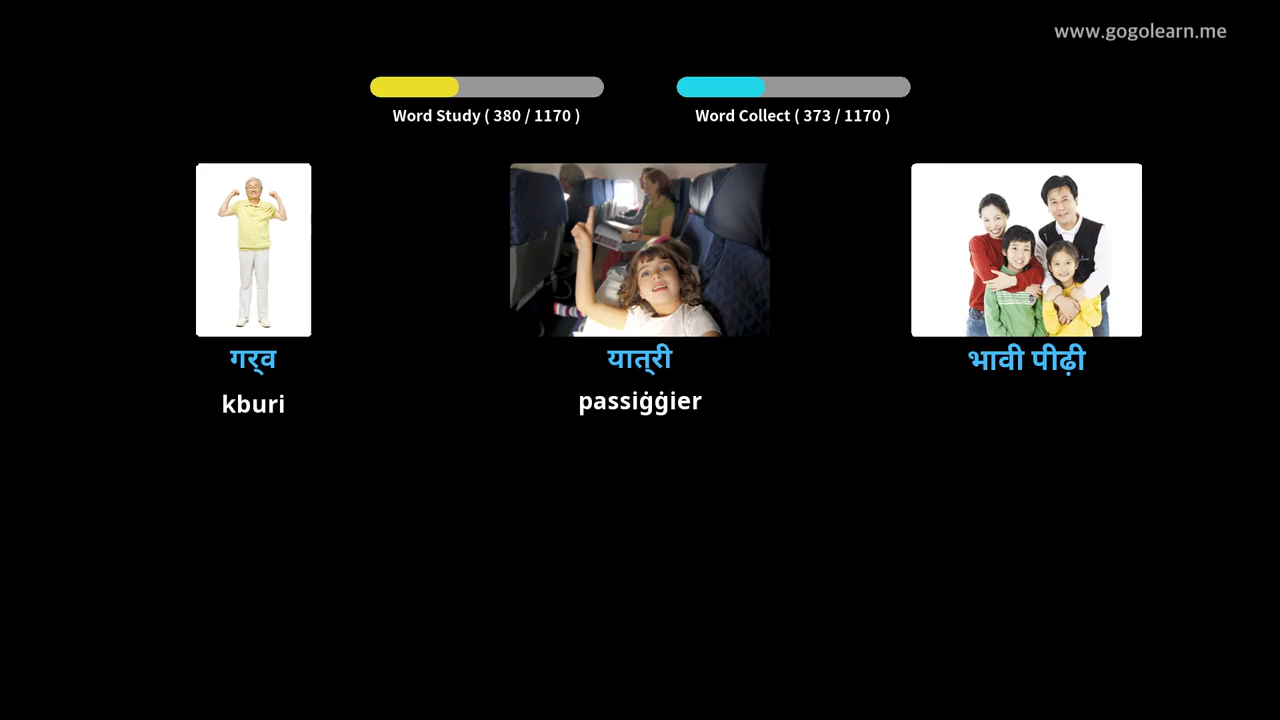 www.gogolearn.me
Word Study ( 380 / 1170 )
Word Collect ( 373 / 1170 )
गर्‍व
यात्‍री
भावी पीढ़ी
kburi
passiġġier